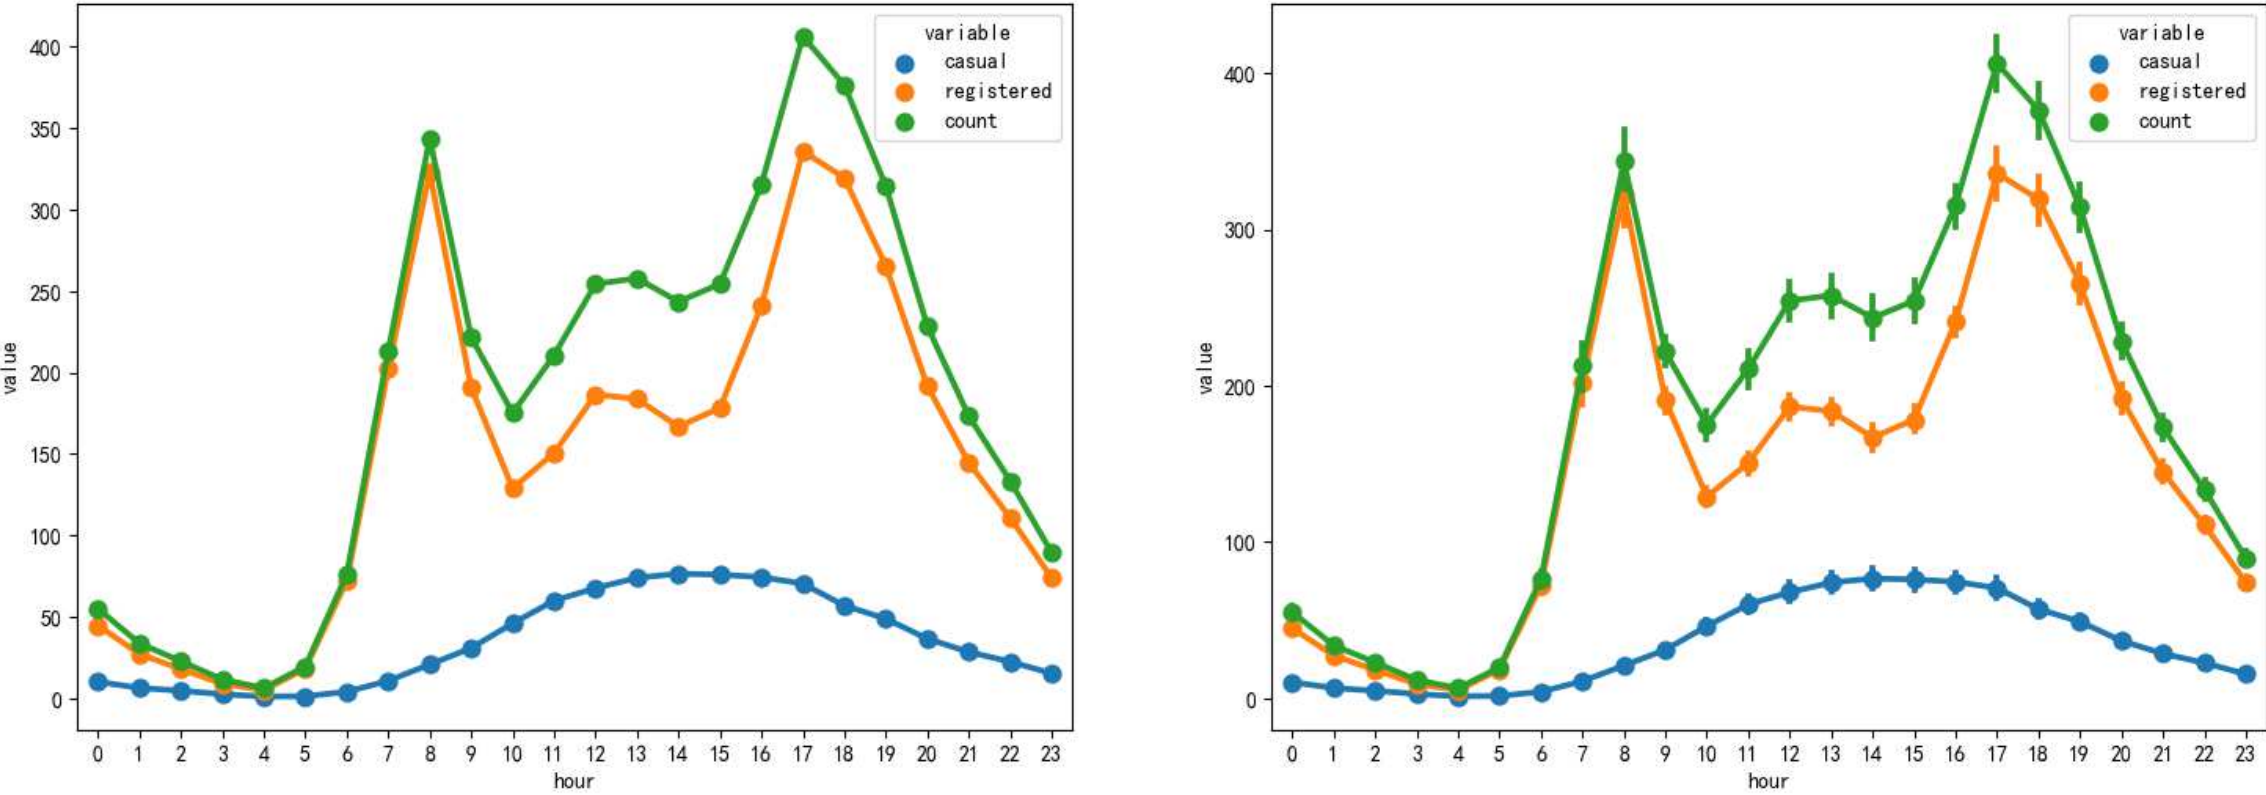 variable
casual
registered
count
400
350
300
250
200
150
100
50
0
value
0 1 2 3 4 5 6 7 8 9 10 11 12 13 14 15 16 17 18 19 20 21 22 23
hour
variable
casual
registered
count
400
300
200
100
0
value
0 1 2 3 4 5 6 7 8 9 10 11 12 13 14 15 16 17 18 19 20 21 22 23
hour